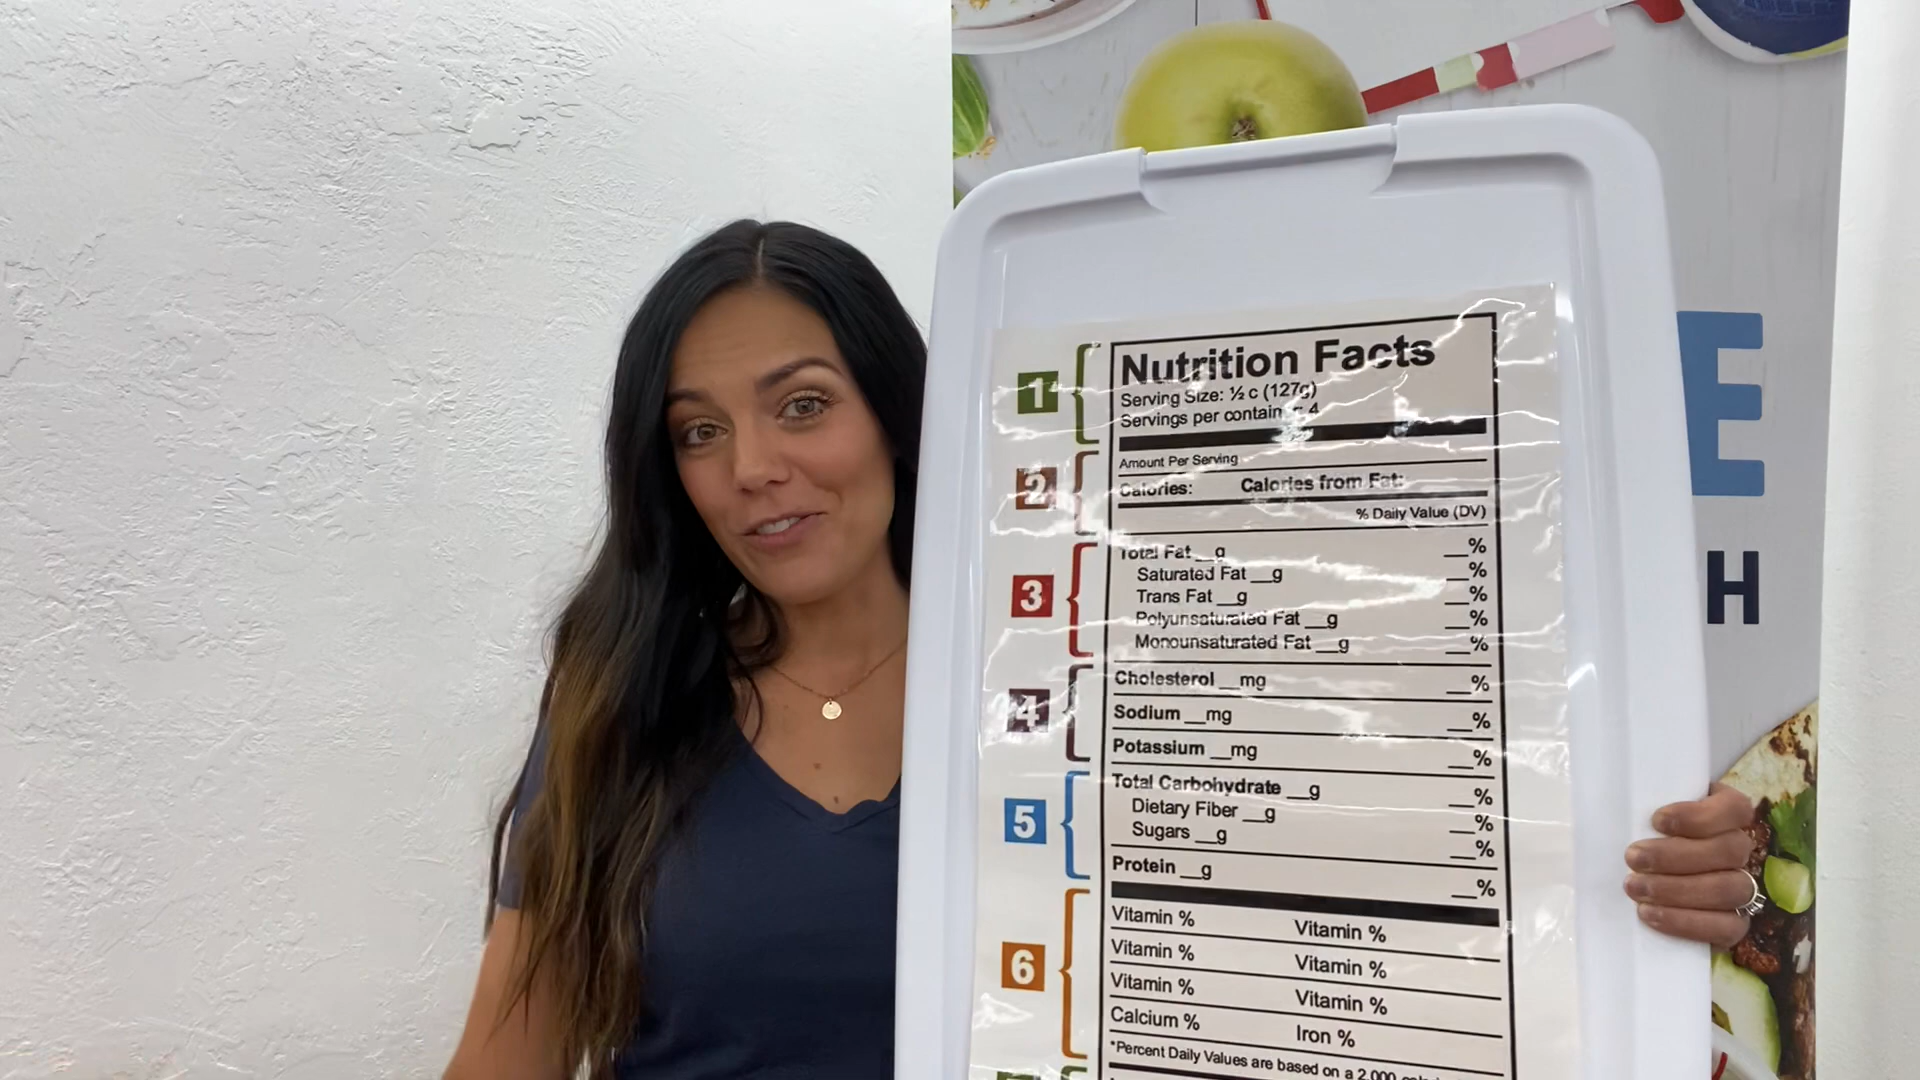 E
H
1
Nutrition Facts
Serving Size: ½ c (127g)
Servings per container 4
2
Amount Per Serving
Calories: Calories from Fat:
% Daily Value (DV)
3
Total Fat __g __%
Saturated Fat __g __%
Trans Fat __g __%
Polyunsaturated Fat __g __%
Monounsaturated Fat __g __%
4
Cholesterol __mg __%
Sodium __mg __%
Potassium __mg __%
5
Total Carbohydrate __g __%
Dietary Fiber __g __%
Sugars __g __%
Protein __g __%
6
Vitamin % Vitamin %
Vitamin % Vitamin %
Vitamin % Vitamin %
Calcium % Iron %
*Percent Daily Values are based on a 2,000